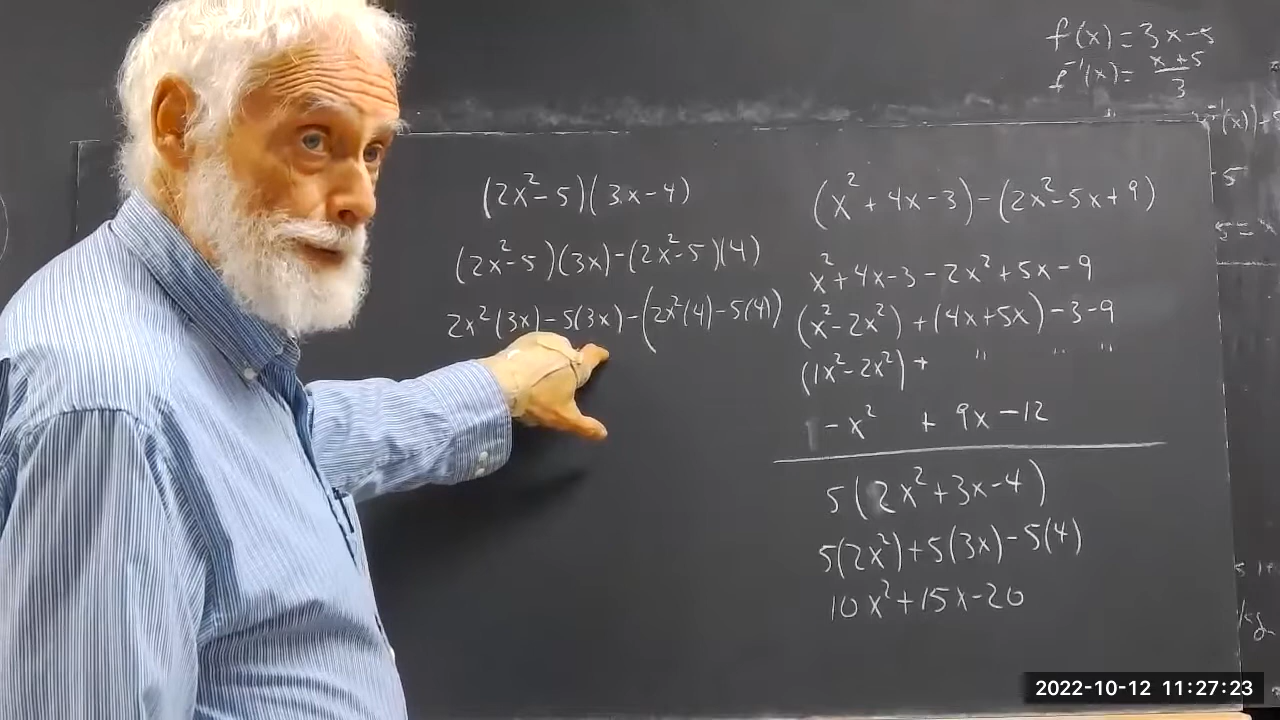 f(x) = 3x-5
f⁻¹(x) = (x+5)/3
(2x²-5)(3x-4)
(2x²-5)(3x)-(2x²-5)(4)
2x²(3x)-5(3x)-(2x²(4)-5(4))
(x²+4x-3)-(2x²-5x+9)
x²+4x-3-2x²+5x-9
(x²-2x²)+(4x+5x)-3-9
(1x²-2x²)+ " " "
-x² + 9x-12
5(2x²+3x-4)
5(2x²)+5(3x)-5(4)
10x²+15x-20
2022-10-12 11:27:23